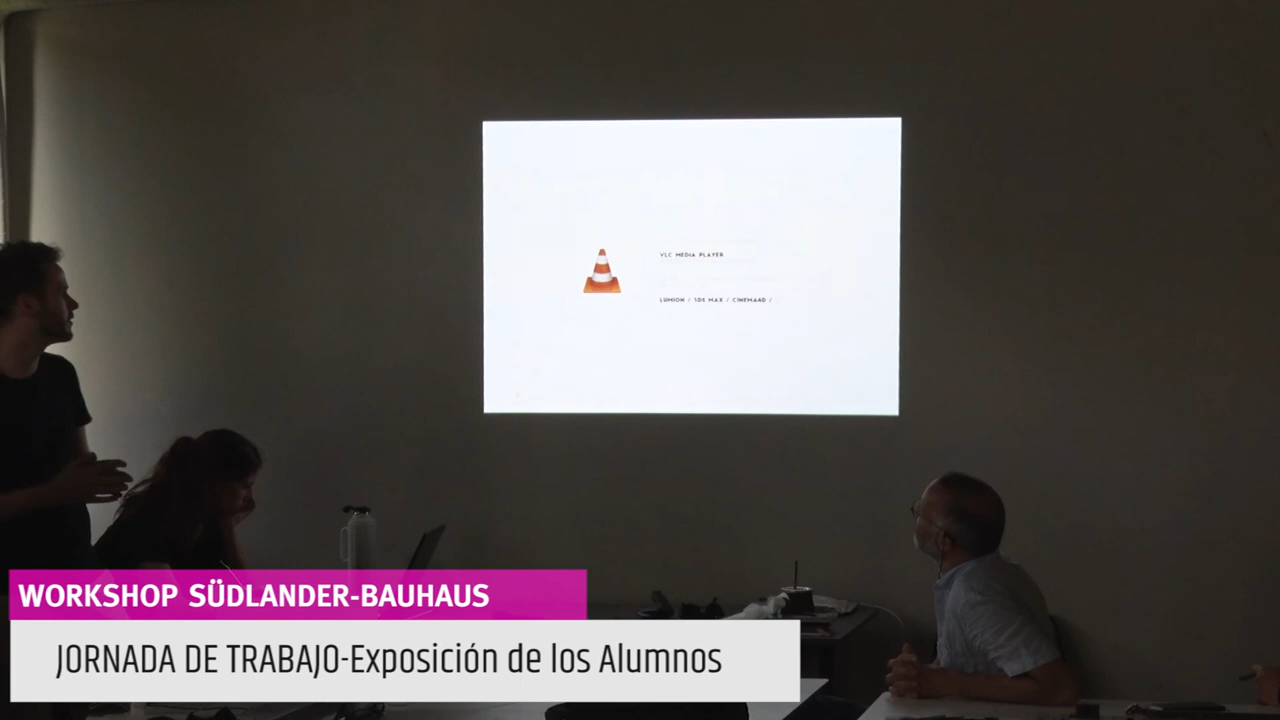 VLC MEDIA PLAYER
LUMION / 3DS MAX / CINEMA4D /
WORKSHOP SÜDLANDER-BAUHAUS
JORNADA DE TRABAJO-Exposición de los Alumnos